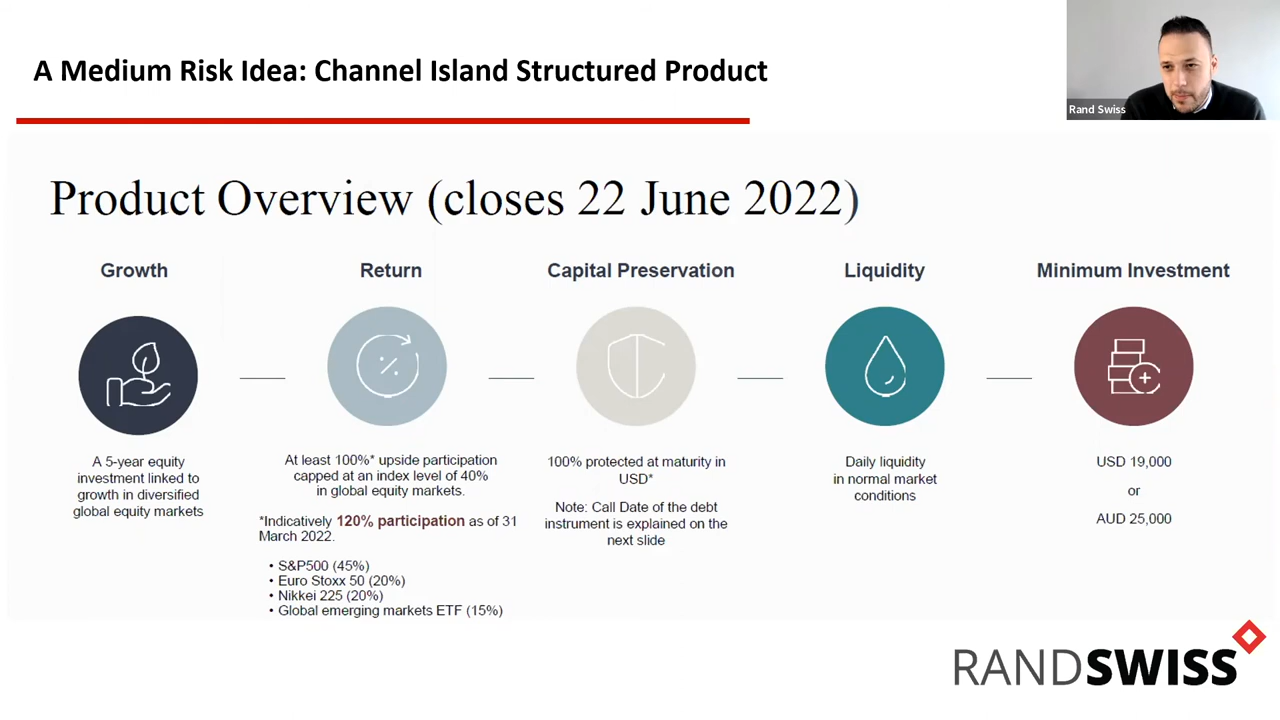 A Medium Risk Idea: Channel Island Structured Product
Rand Swiss
Product Overview (closes 22 June 2022)
Growth
A 5-year equity
investment linked to
growth in diversified
global equity markets
Return
At least 100%* upside participation
capped at an index level of 40%
in global equity markets.
*Indicatively 120% participation as of 31
March 2022.
• S&P500 (45%)
• Euro Stoxx 50 (20%)
• Nikkei 225 (20%)
• Global emerging markets ETF (15%)
Capital Preservation
100% protected at maturity in
USD*
Note: Call Date of the debt
instrument is explained on the
next slide
Liquidity
Daily liquidity
in normal market
conditions
Minimum Investment
USD 19,000
or
AUD 25,000
RANDSWISS